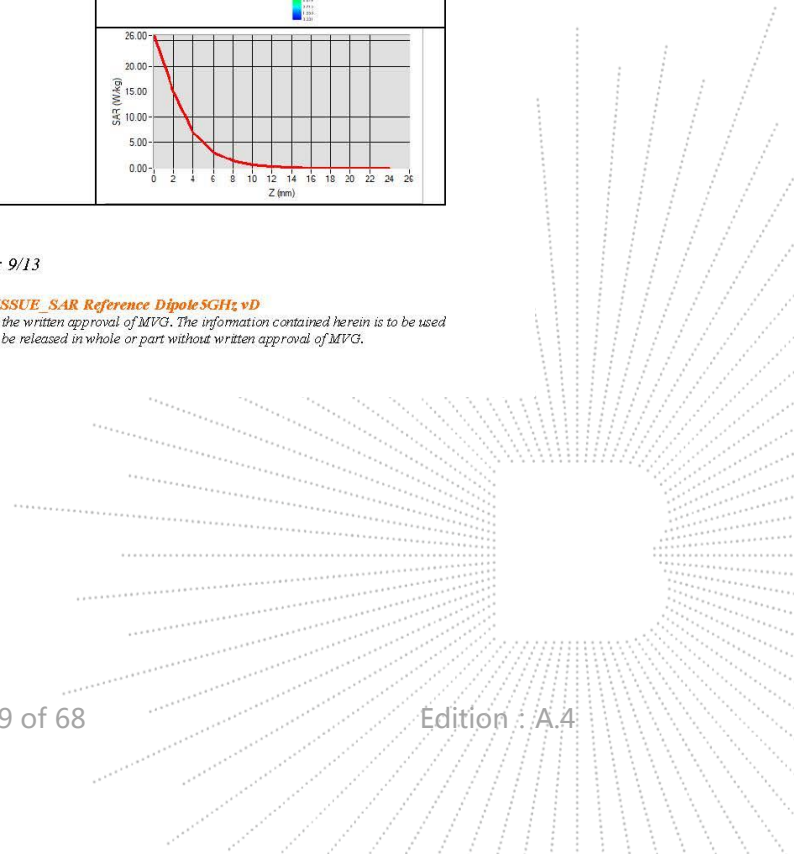 26.00
20.00
15.00
10.00
5.00
0.00
SAR (W/kg)
0 2 4 6 8 10 12 14 16 18 20 22 24 26
Z (mm)
: 9/13
SSUE_SAR Reference Dipole5GHz vD
the written approval of MVG. The information contained herein is to be used
be released in whole or part without written approval of MVG.
9 of 68
Edition：A.4